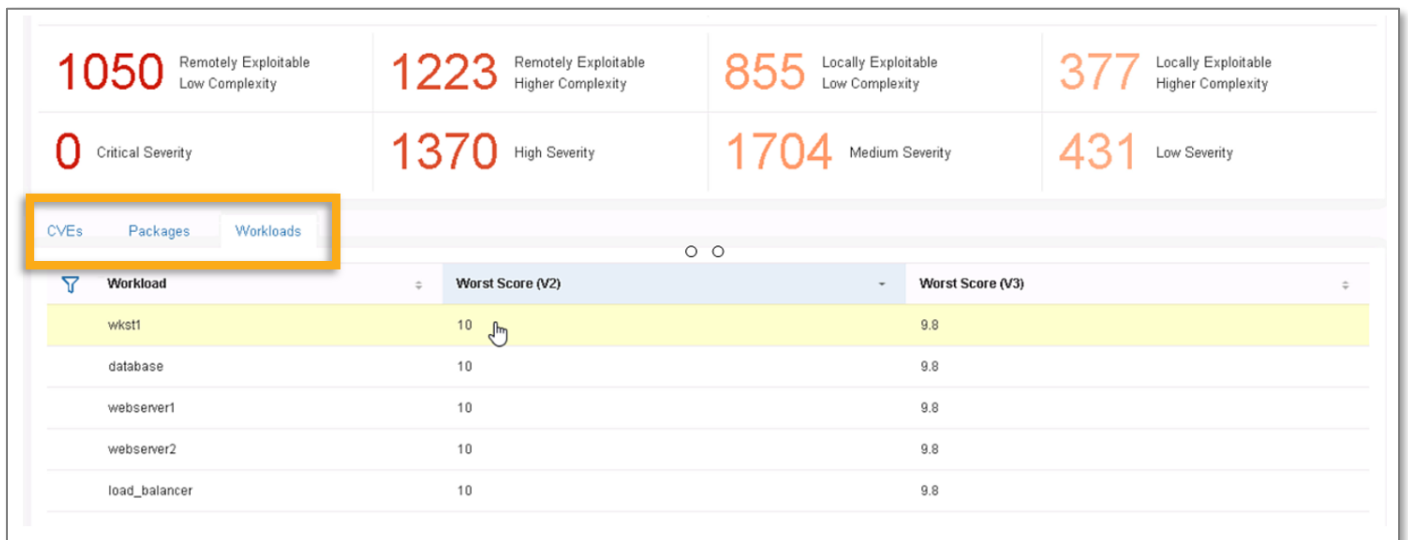 1050 Remotely Exploitable Low Complexity
1223 Remotely Exploitable Higher Complexity
855 Locally Exploitable Low Complexity
377 Locally Exploitable Higher Complexity
0 Critical Severity
1370 High Severity
1704 Medium Severity
431 Low Severity
CVEs Packages Workloads
Workload Worst Score (V2) Worst Score (V3)
wkst1 10 9.8
database 10 9.8
webserver1 10 9.8
webserver2 10 9.8
load_balancer 10 9.8